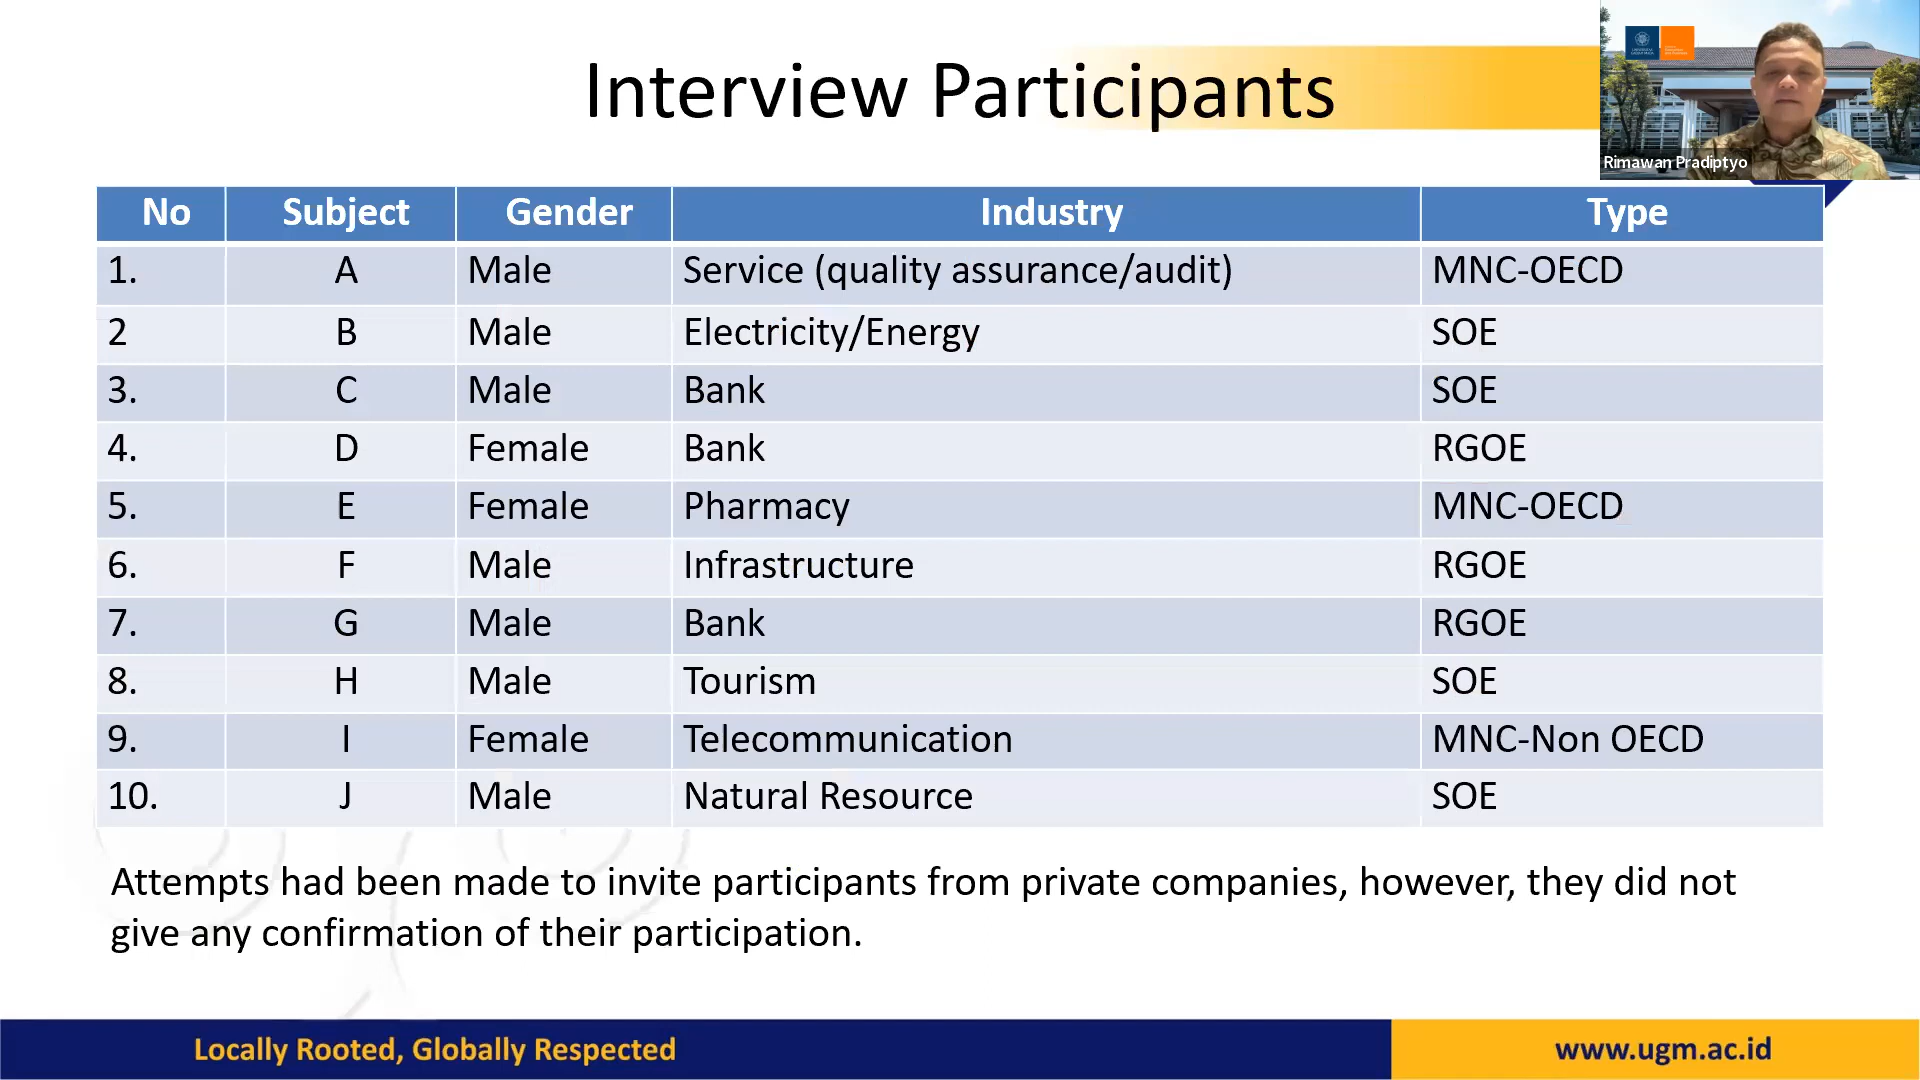 Interview Participants
Rimawan Pradiptyo
No Subject Gender Industry Type
1. A Male Service (quality assurance/audit) MNC-OECD
2 B Male Electricity/Energy SOE
3. C Male Bank SOE
4. D Female Bank RGOE
5. E Female Pharmacy MNC-OECD
6. F Male Infrastructure RGOE
7. G Male Bank RGOE
8. H Male Tourism SOE
9. I Female Telecommunication MNC-Non OECD
10. J Male Natural Resource SOE
Attempts had been made to invite participants from private companies, however, they did not
give any confirmation of their participation.
Locally Rooted, Globally Respected
www.ugm.ac.id